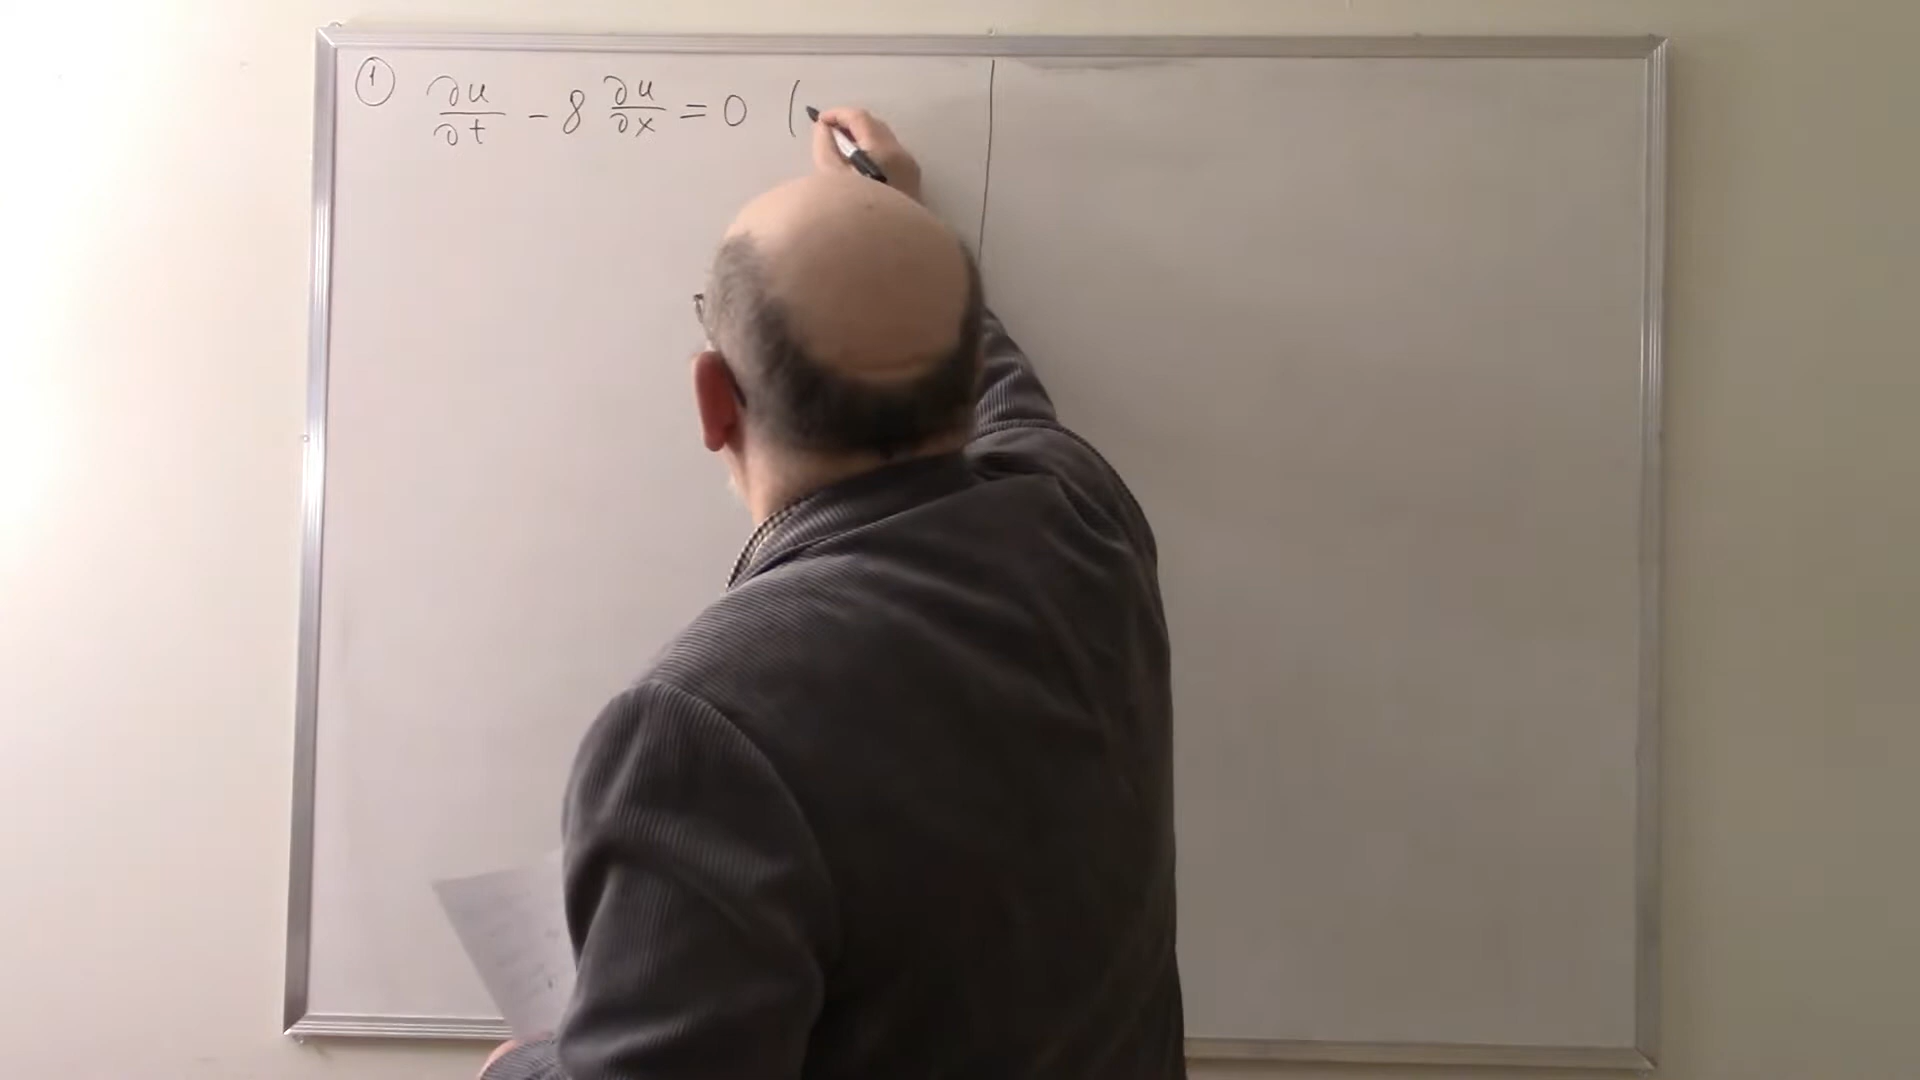 ① ∂u/∂t - 8 ∂u/∂x = 0 (